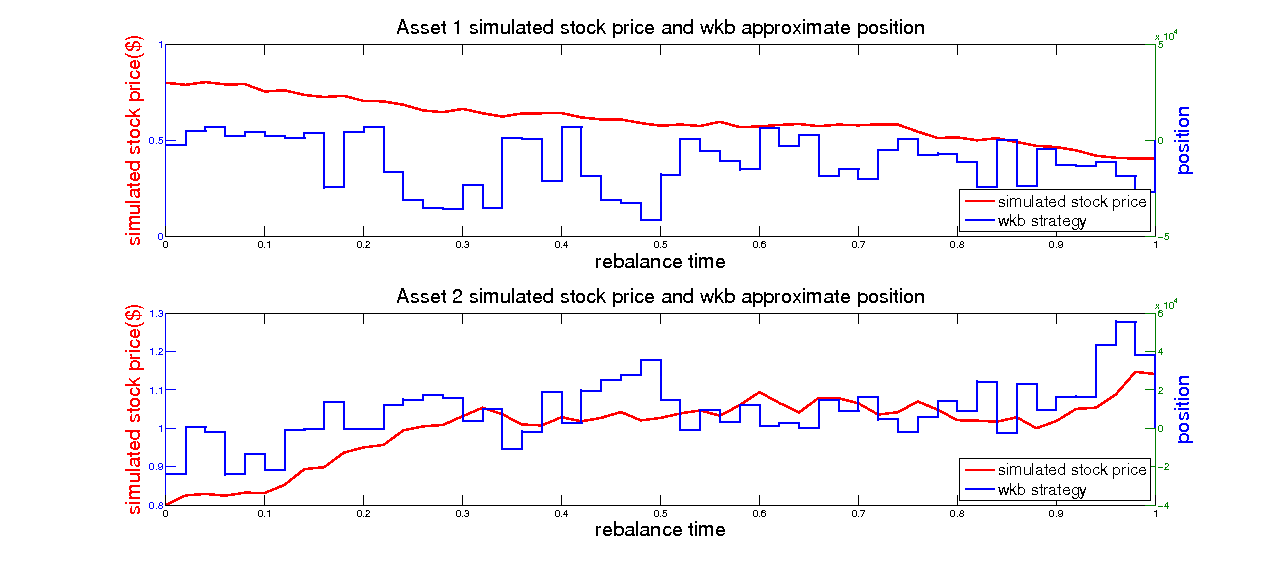 Asset 1 simulated stock price and wkb approximate position
x 10^4
simulated stock price($)
1
0.5
0
5
0
-5
position
simulated stock price
wkb strategy
0 0.1 0.2 0.3 0.4 0.5 0.6 0.7 0.8 0.9 1
rebalance time
Asset 2 simulated stock price and wkb approximate position
x 10^4
simulated stock price($)
1.3
1.2
1.1
1
0.9
0.8
6
4
2
0
-2
-4
position
simulated stock price
wkb strategy
0 0.1 0.2 0.3 0.4 0.5 0.6 0.7 0.8 0.9 1
rebalance time